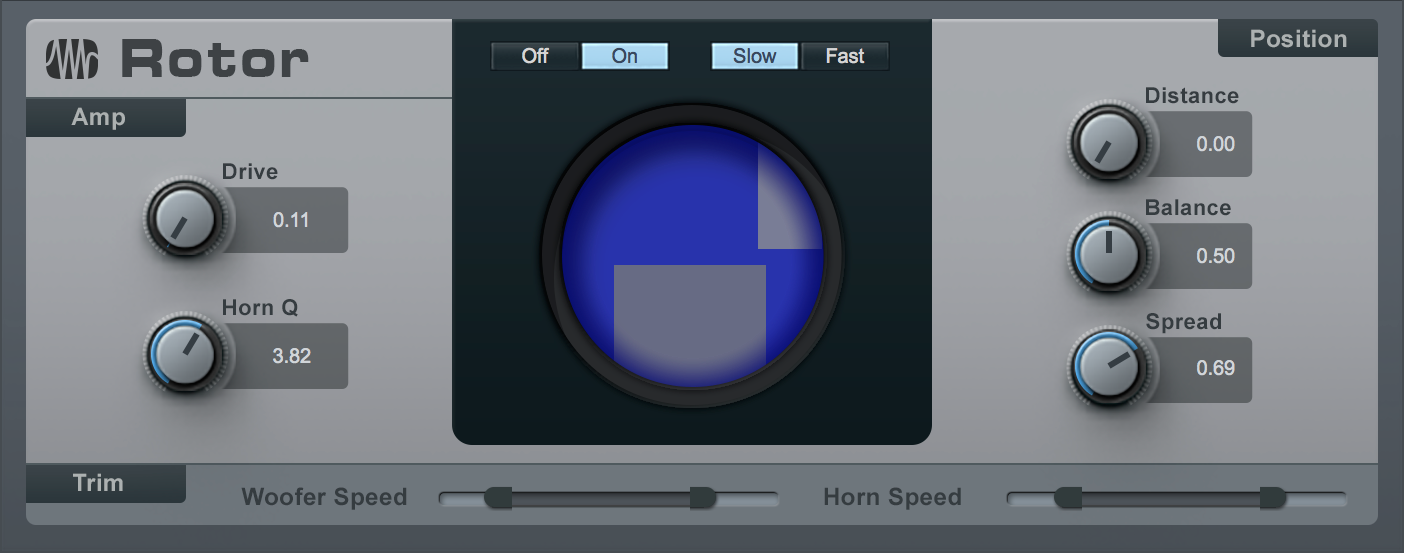 Rotor
Off On Slow Fast
Position
Amp
Distance
0.00
Drive
0.11
Balance
0.50
Horn Q
3.82
Spread
0.69
Trim
Woofer Speed
Horn Speed